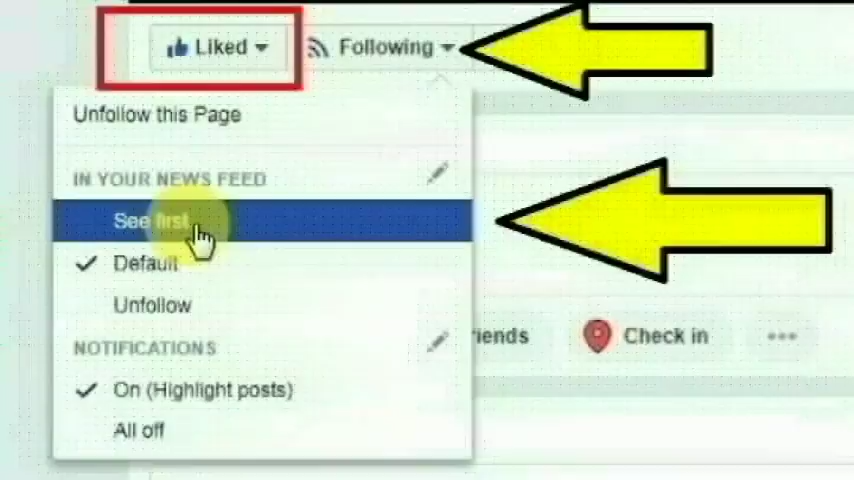 Liked Following
Unfollow this Page
IN YOUR NEWS FEED
See first
Default
Unfollow
NOTIFICATIONS
On (Highlight posts)
All off
riends Check in